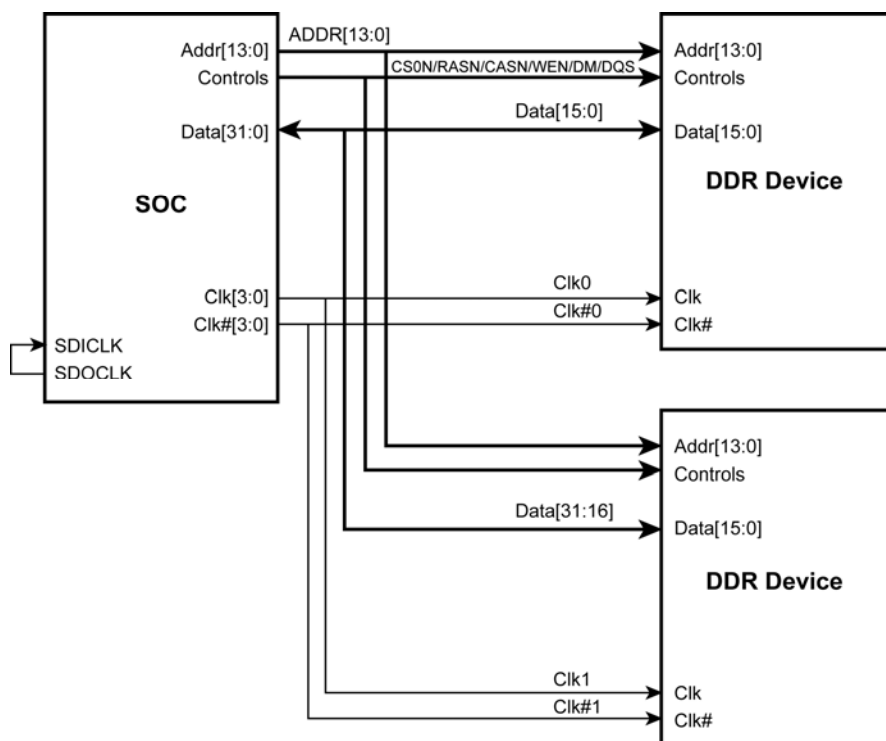 Addr[13:0]
Controls
Data[31:0]
SOC
Clk[3:0]
Clk#[3:0]
SDICLK
SDOCLK
ADDR[13:0]
CS0N/RASN/CASN/WEN/DM/DQS
Data[15:0]
Clk0
Clk#0
Addr[13:0]
Controls
Data[15:0]
DDR Device
Clk
Clk#
Data[31:16]
Clk1
Clk#1
Addr[13:0]
Controls
Data[15:0]
DDR Device
Clk
Clk#